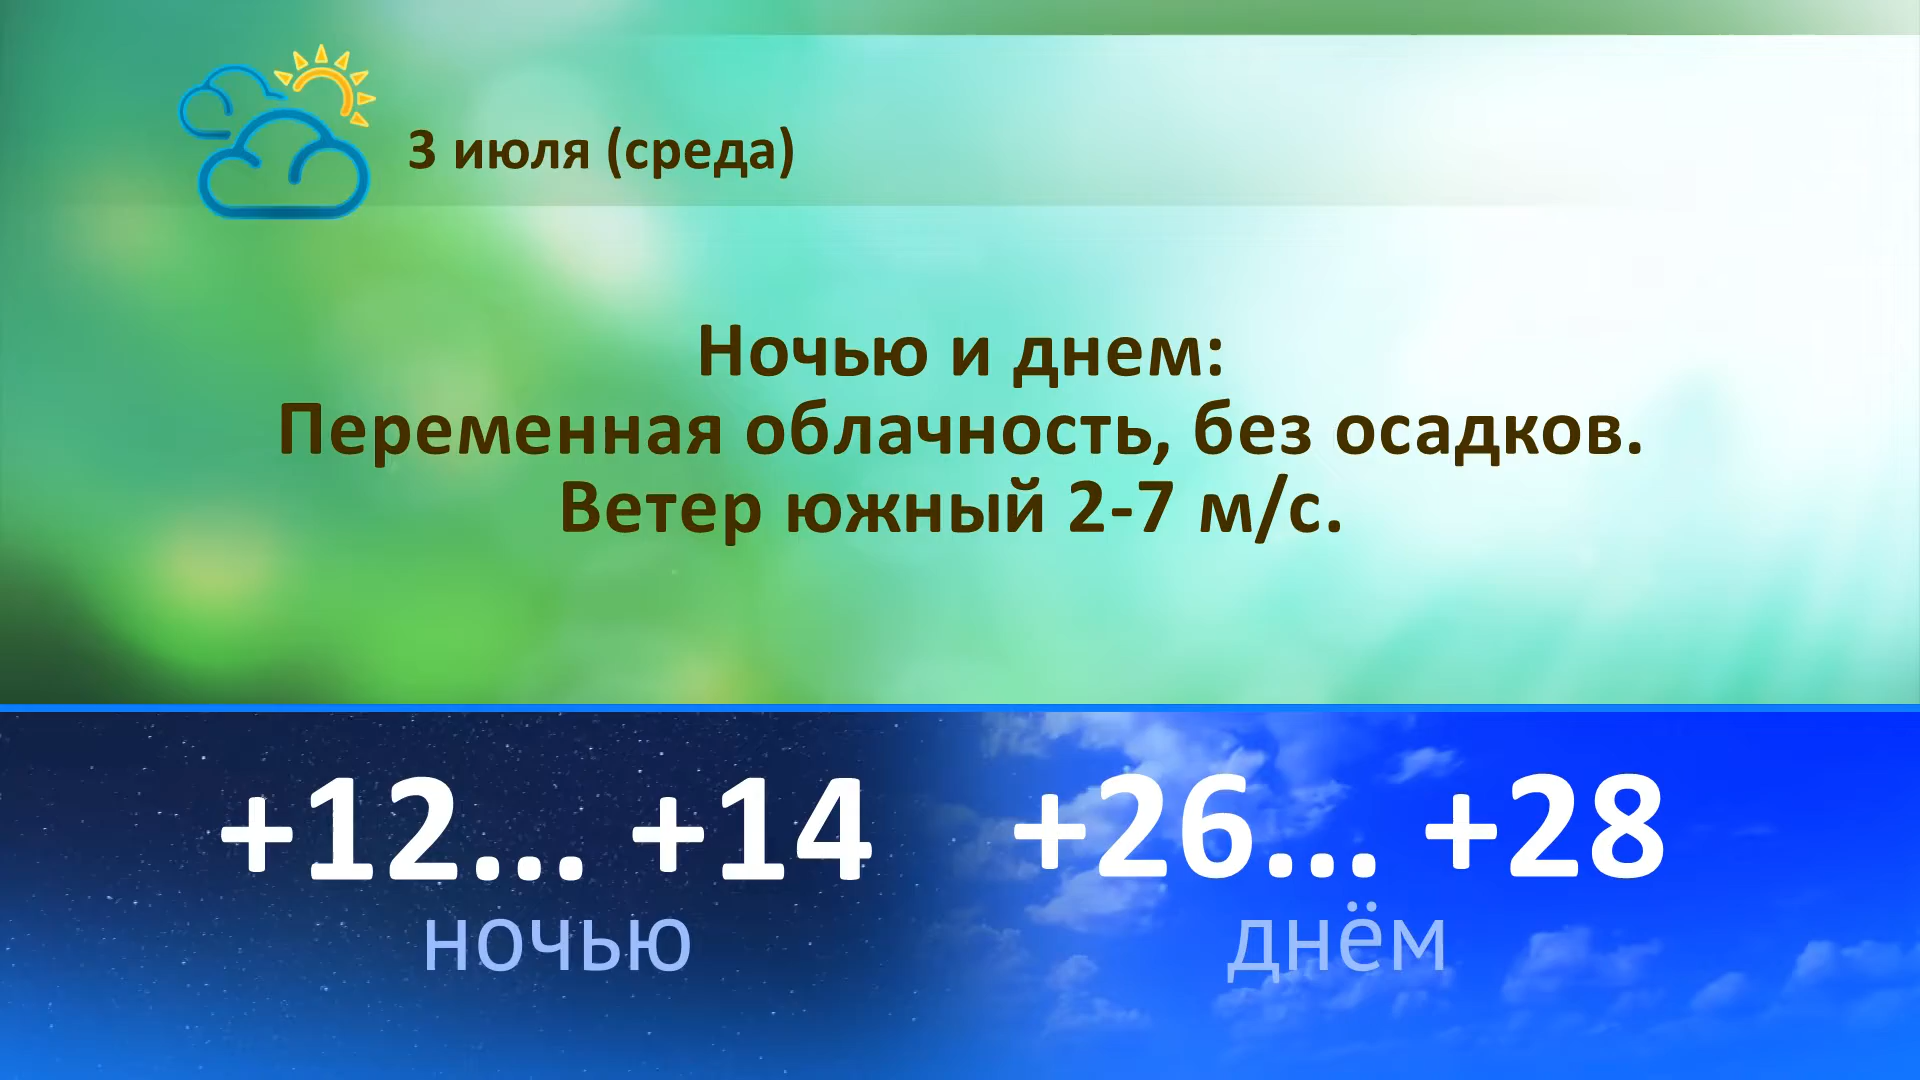 3 июля (среда)
Ночью и днем:
Переменная облачность, без осадков.
Ветер южный 2-7 м/с.
+12... +14
ночью
+26... +28
днём